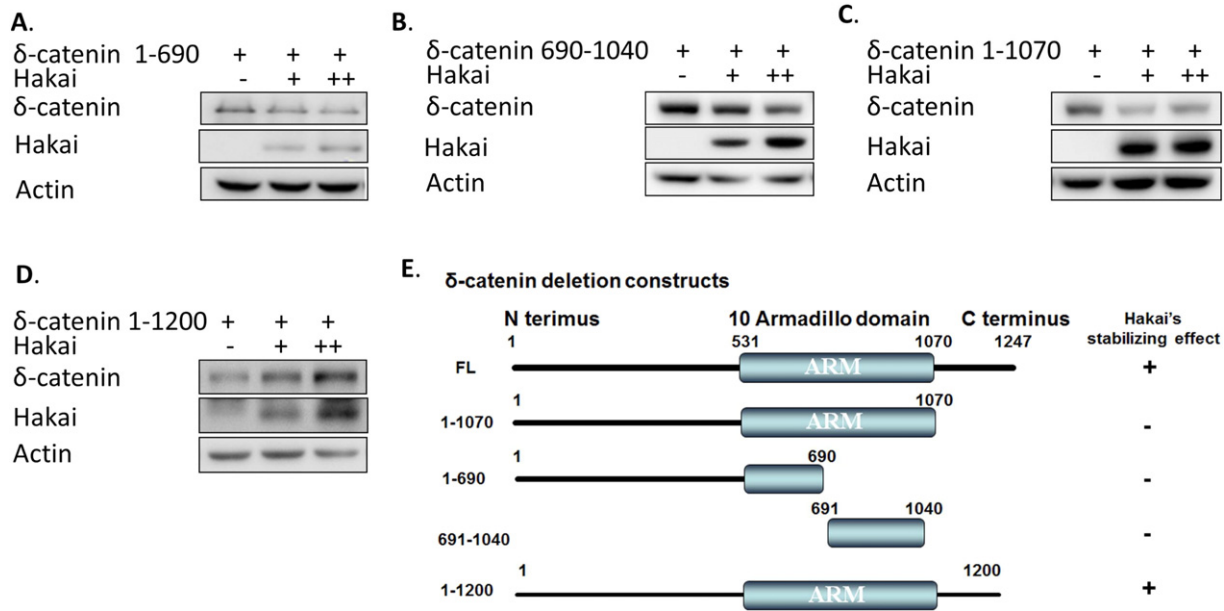 A.
δ-catenin 1-690 + + +
Hakai - + ++
δ-catenin
Hakai
Actin
B.
δ-catenin 690-1040 + + +
Hakai - + ++
δ-catenin
Hakai
Actin
C.
δ-catenin 1-1070 + + +
Hakai - + ++
δ-catenin
Hakai
Actin
D.
δ-catenin 1-1200 + + +
Hakai - + ++
δ-catenin
Hakai
Actin
E.
δ-catenin deletion constructs
N terimus 10 Armadillo domain C terminus Hakai's
stabilizing effect
1 531 1070 1247
FL ARM +
1 1070
1-1070 ARM -
1 690
1-690 -
691 1040
691-1040 -
1 1200
1-1200 ARM +